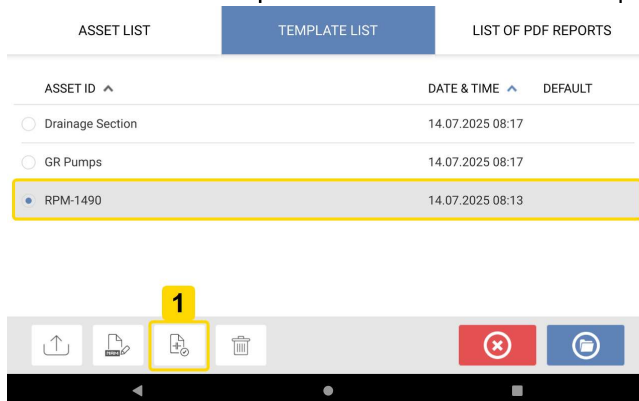 ASSET LIST TEMPLATE LIST LIST OF PDF REPORTS
ASSET ID DATE & TIME DEFAULT
Drainage Section 14.07.2025 08:17
GR Pumps 14.07.2025 08:17
RPM-1490 14.07.2025 08:13
1